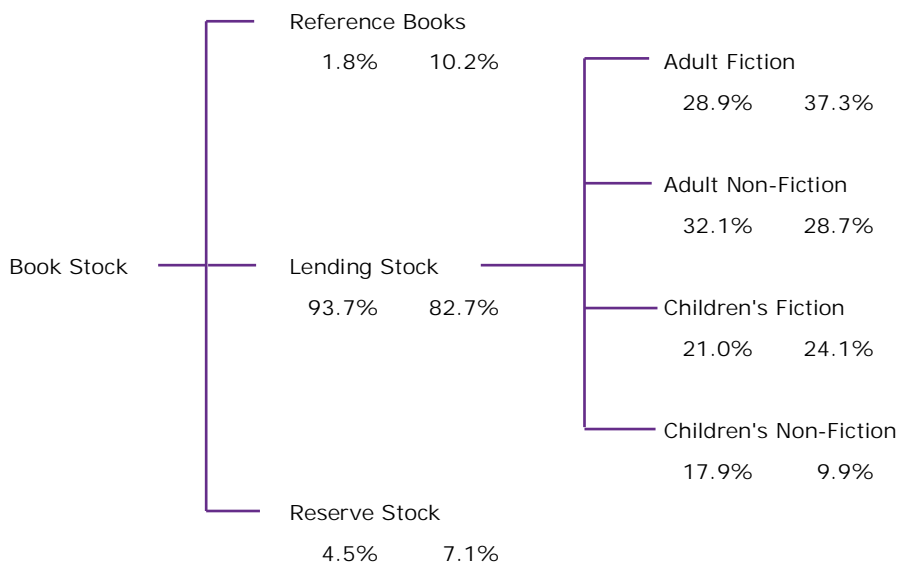 Reference Books
1.8% 10.2%
Adult Fiction
28.9% 37.3%
Adult Non-Fiction
32.1% 28.7%
Book Stock
Lending Stock
93.7% 82.7%
Children's Fiction
21.0% 24.1%
Children's Non-Fiction
17.9% 9.9%
Reserve Stock
4.5% 7.1%